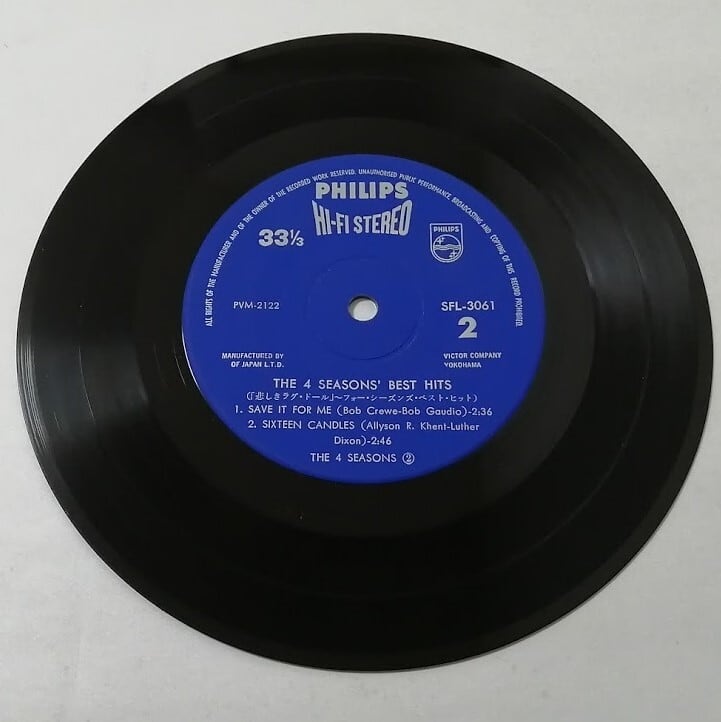 ALL RIGHTS OF THE MANUFACTURER AND OF THE OWNER OF THE RECORDED WORK RESERVED. UNAUTHORISED PUBLIC PERFORMANCE, BROADCASTING AND COPYING OF THIS RECORD PROHIBITED.
PHILIPS
HI-FI STEREO
33⅓
PHILIPS
PVM-2122
SFL-3061
2
MANUFACTURED BY VICTOR COMPANY
OF JAPAN L.T.D. YOKOHAMA
THE 4 SEASONS' BEST HITS
(「悲しきラグ・ドール」〜フォー・シーズンズ・ベスト・ヒット)
1. SAVE IT FOR ME (Bob Crewe-Bob Gaudio)-2:36
2. SIXTEEN CANDLES (Allyson R. Khent-Luther
Dixon)-2:46
THE 4 SEASONS ②